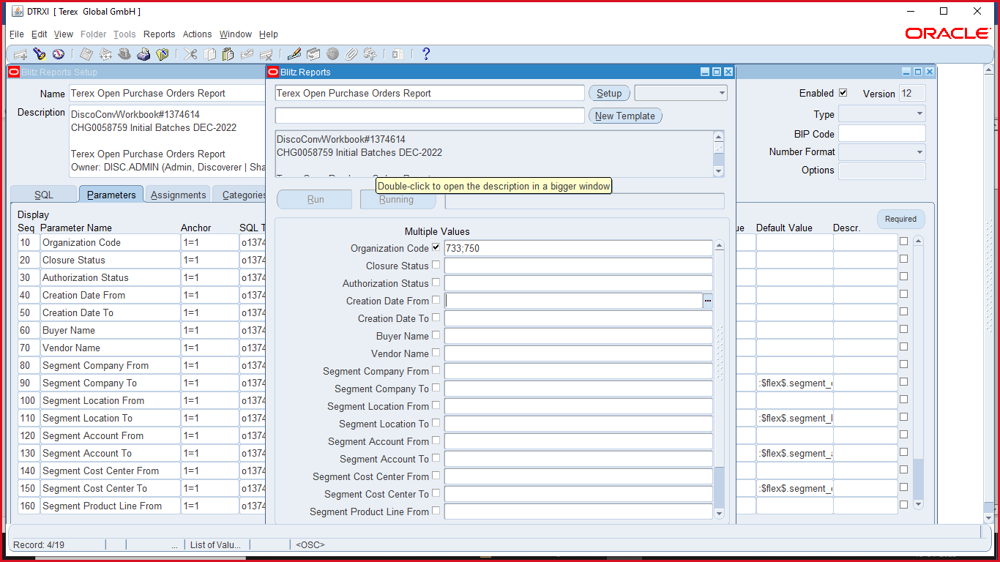 DTRXI [ Terex Global GmbH ]
File Edit View Folder Tools Reports Actions Window Help
ORACLE
Blitz Reports Setup
Name Terex Open Purchase Orders Report
Description DiscoConvWorkbook#1374614
CHG0058759 Initial Batches DEC-2022
Terex Open Purchase Orders Report
Owner: DISC.ADMIN (Admin, Discoverer | Sha
Enabled Version 12
Type
BIP Code
Number Format
Options
SQL Parameters Assignments Categories
Required
Display
Seq Parameter Name Anchor SQL T ue Default Value Descr.
10 Organization Code 1=1 o1374
20 Closure Status 1=1 o1374
30 Authorization Status 1=1 o1374
40 Creation Date From 1=1 o1374
50 Creation Date To 1=1 o1374
60 Buyer Name 1=1 o1374
70 Vendor Name 1=1 o1374
80 Segment Company From 1=1 o1374
90 Segment Company To 1=1 o1374 :$flex$.segment_c
100 Segment Location From 1=1 o1374
110 Segment Location To 1=1 o1374 :$flex$.segment_l
120 Segment Account From 1=1 o1374
130 Segment Account To 1=1 o1374 :$flex$.segment_a
140 Segment Cost Center From 1=1 o1374
150 Segment Cost Center To 1=1 o1374 :$flex$.segment_c
160 Segment Product Line From 1=1 o1374
Blitz Reports
Terex Open Purchase Orders Report Setup
New Template
DiscoConvWorkbook#1374614
CHG0058759 Initial Batches DEC-2022
Double-click to open the description in a bigger window
Run Running
Multiple Values
Organization Code 733;750
Closure Status
Authorization Status
Creation Date From ...
Creation Date To
Buyer Name
Vendor Name
Segment Company From
Segment Company To
Segment Location From
Segment Location To
Segment Account From
Segment Account To
Segment Cost Center From
Segment Cost Center To
Segment Product Line From
Record: 4/19 ... List of Valu... <OSC>